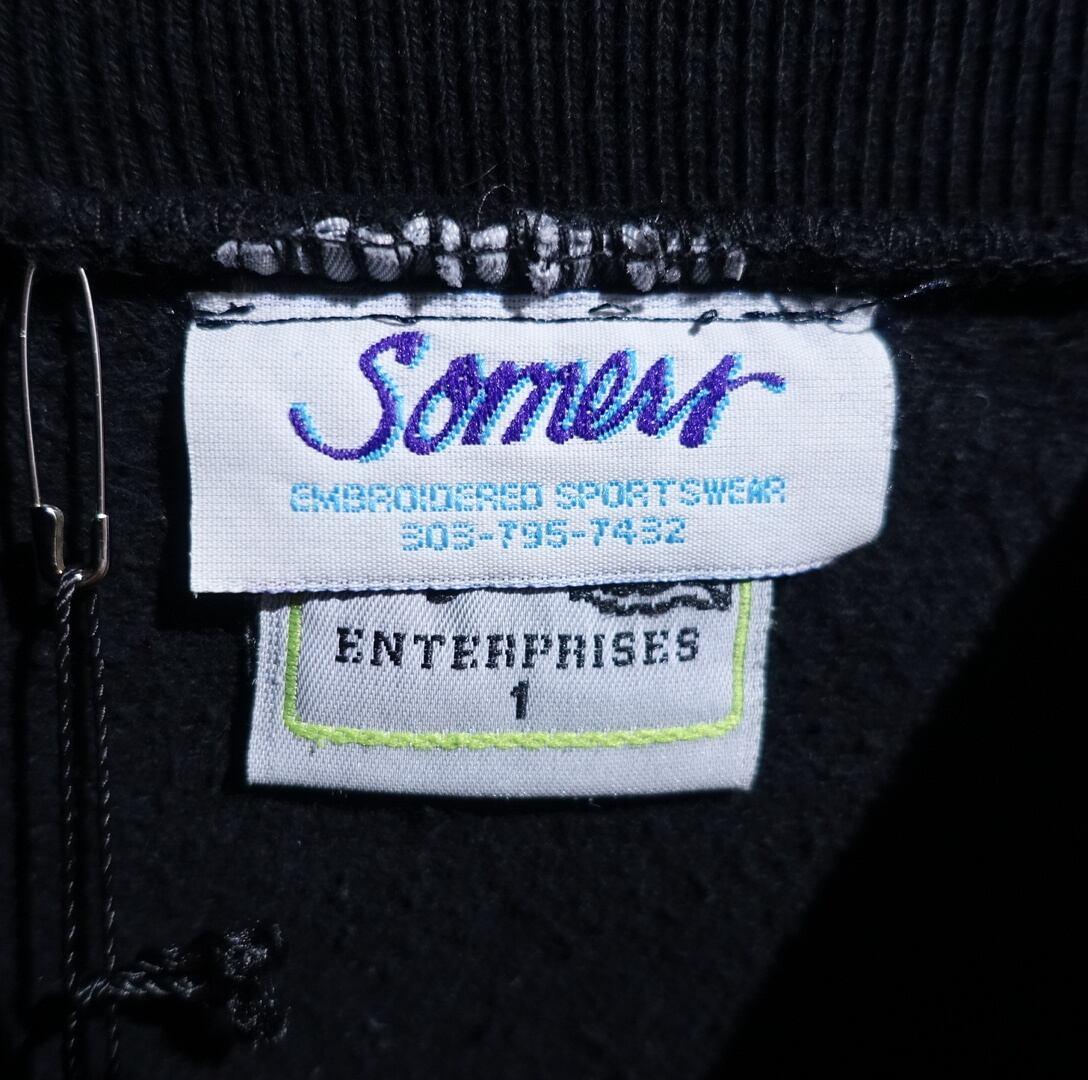 Somers
EMBROIDERED SPORTSWEAR
303-795-7432
ENTERPRISES
1